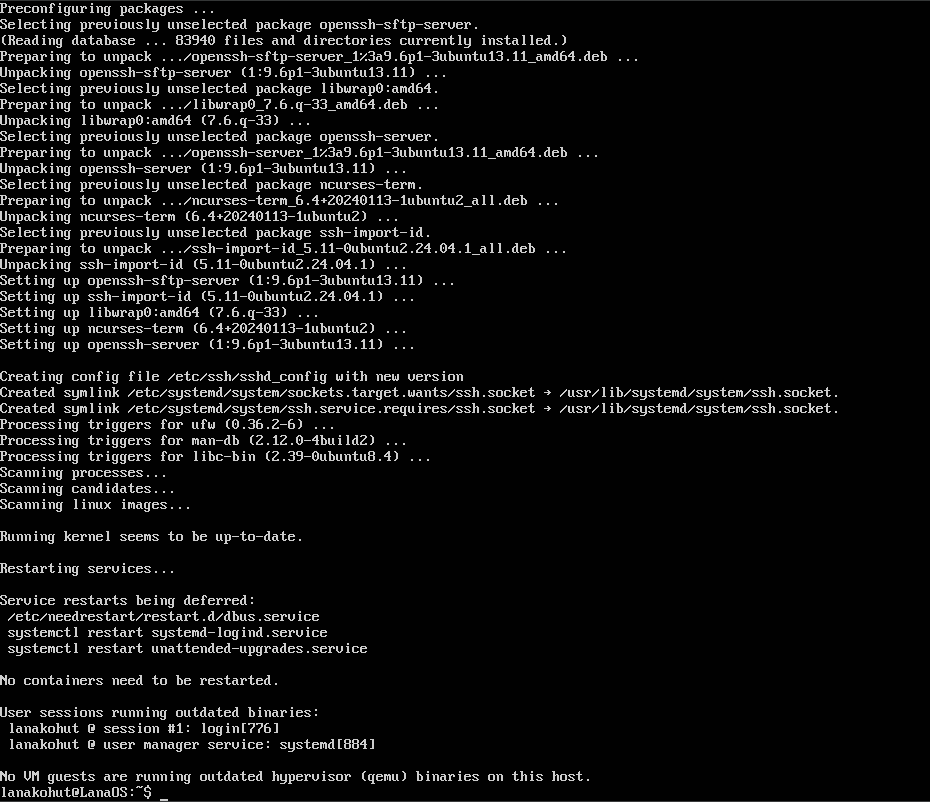 Preconfiguring packages ...
Selecting previously unselected package openssh-sftp-server.
(Reading database ... 83940 files and directories currently installed.)
Preparing to unpack .../openssh-sftp-server_1%3a9.6p1-3ubuntu13.11_amd64.deb ...
Unpacking openssh-sftp-server (1:9.6p1-3ubuntu13.11) ...
Selecting previously unselected package libwrap0:amd64.
Preparing to unpack .../libwrap0_7.6.q-33_amd64.deb ...
Unpacking libwrap0:amd64 (7.6.q-33) ...
Selecting previously unselected package openssh-server.
Preparing to unpack .../openssh-server_1%3a9.6p1-3ubuntu13.11_amd64.deb ...
Unpacking openssh-server (1:9.6p1-3ubuntu13.11) ...
Selecting previously unselected package ncurses-term.
Preparing to unpack .../ncurses-term_6.4+20240113-1ubuntu2_all.deb ...
Unpacking ncurses-term (6.4+20240113-1ubuntu2) ...
Selecting previously unselected package ssh-import-id.
Preparing to unpack .../ssh-import-id_5.11-0ubuntu2.24.04.1_all.deb ...
Unpacking ssh-import-id (5.11-0ubuntu2.24.04.1) ...
Setting up openssh-sftp-server (1:9.6p1-3ubuntu13.11) ...
Setting up ssh-import-id (5.11-0ubuntu2.24.04.1) ...
Setting up libwrap0:amd64 (7.6.q-33) ...
Setting up ncurses-term (6.4+20240113-1ubuntu2) ...
Setting up openssh-server (1:9.6p1-3ubuntu13.11) ...

Creating config file /etc/ssh/sshd_config with new version
Created symlink /etc/systemd/system/sockets.target.wants/ssh.socket → /usr/lib/systemd/system/ssh.socket.
Created symlink /etc/systemd/system/ssh.service.requires/ssh.socket → /usr/lib/systemd/system/ssh.socket.
Processing triggers for ufw (0.36.2-6) ...
Processing triggers for man-db (2.12.0-4build2) ...
Processing triggers for libc-bin (2.39-0ubuntu8.4) ...
Scanning processes...
Scanning candidates...
Scanning linux images...

Running kernel seems to be up-to-date.

Restarting services...

Service restarts being deferred:
 /etc/needrestart/restart.d/dbus.service
 systemctl restart systemd-logind.service
 systemctl restart unattended-upgrades.service

No containers need to be restarted.

User sessions running outdated binaries:
 lanakohut @ session #1: login[776]
 lanakohut @ user manager service: systemd[884]

No VM guests are running outdated hypervisor (qemu) binaries on this host.
lanakohut@LanaOS:~$ _